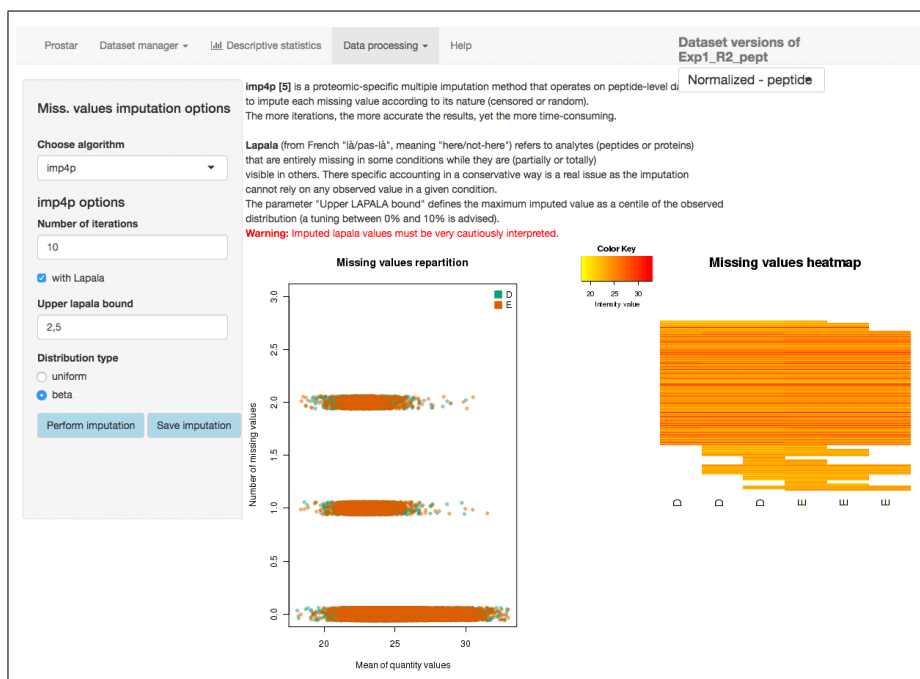 Prostar Dataset manager Descriptive statistics Data processing Help
Dataset versions of
Exp1_R2_pept
Normalized - peptide
Miss. values imputation options
Choose algorithm
imp4p
imp4p options
Number of iterations
10
with Lapala
Upper lapala bound
2,5
Distribution type
uniform
beta
Perform imputation Save imputation
imp4p [5] is a proteomic-specific multiple imputation method that operates on peptide-level
to impute each missing value according to its nature (censored or random).
The more iterations, the more accurate the results, yet the more time-consuming.
Lapala (from French "là/pas-là", meaning "here/not-here") refers to analytes (peptides or proteins)
that are entirely missing in some conditions while they are (partially or totally)
visible in others. There specific accounting in a conservative way is a real issue as the imputation
cannot rely on any observed value in a given condition.
The parameter "Upper LAPALA bound" defines the maximum imputed value as a centile of the observed
distribution (a tuning between 0% and 10% is advised).
Warning: Imputed lapala values must be very cautiously interpreted.
Missing values repartition
D
E
3.0
2.5
2.0
1.5
1.0
0.5
0.0
Number of missing values
20 25 30
Mean of quantity values
Color Key
20 25 30
Intensity value
Missing values heatmap
D D D E E E